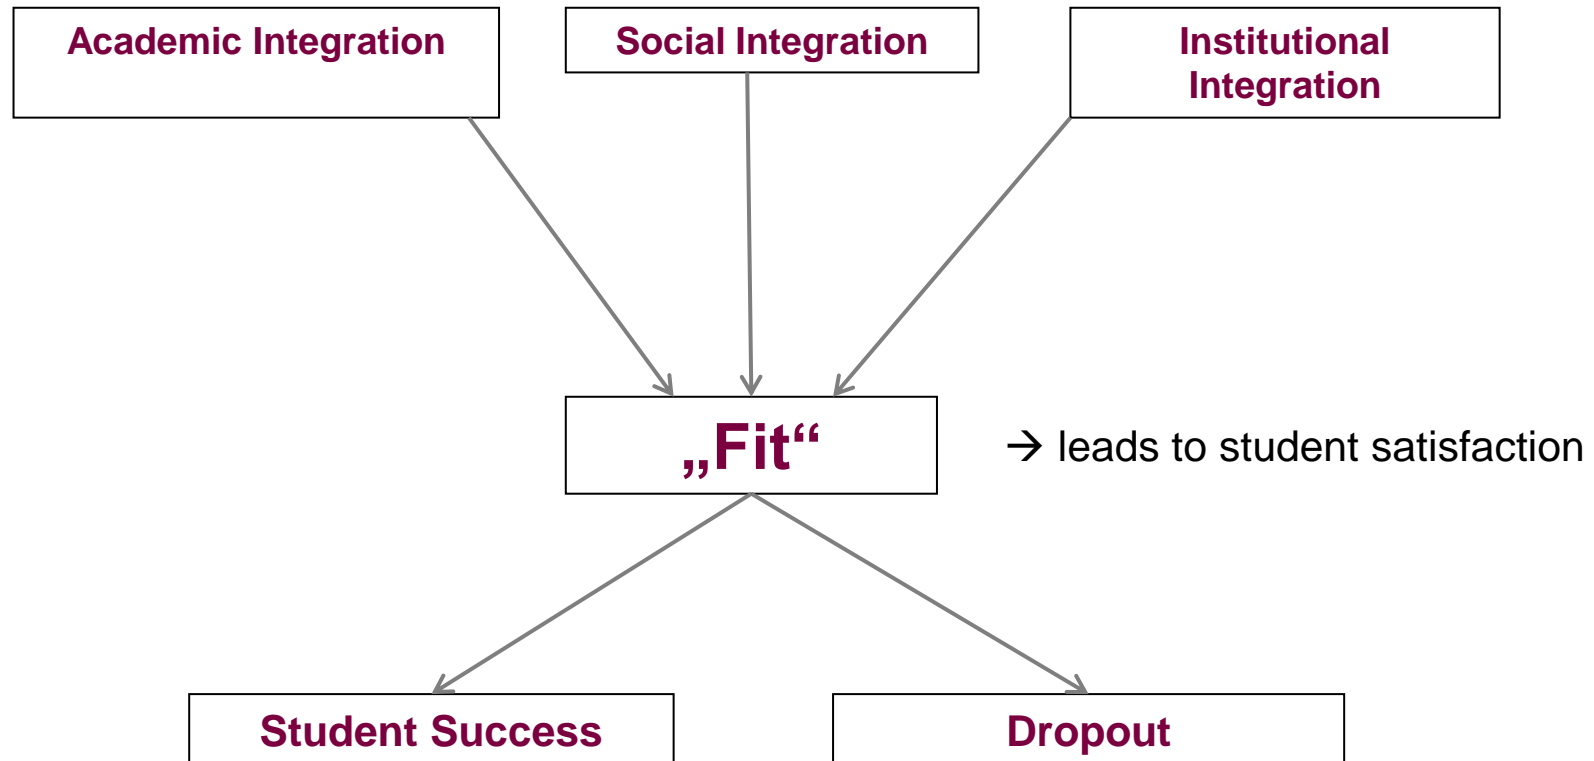 Academic Integration
Social Integration
Institutional
Integration
„Fit“
→ leads to student satisfaction
Student Success
Dropout